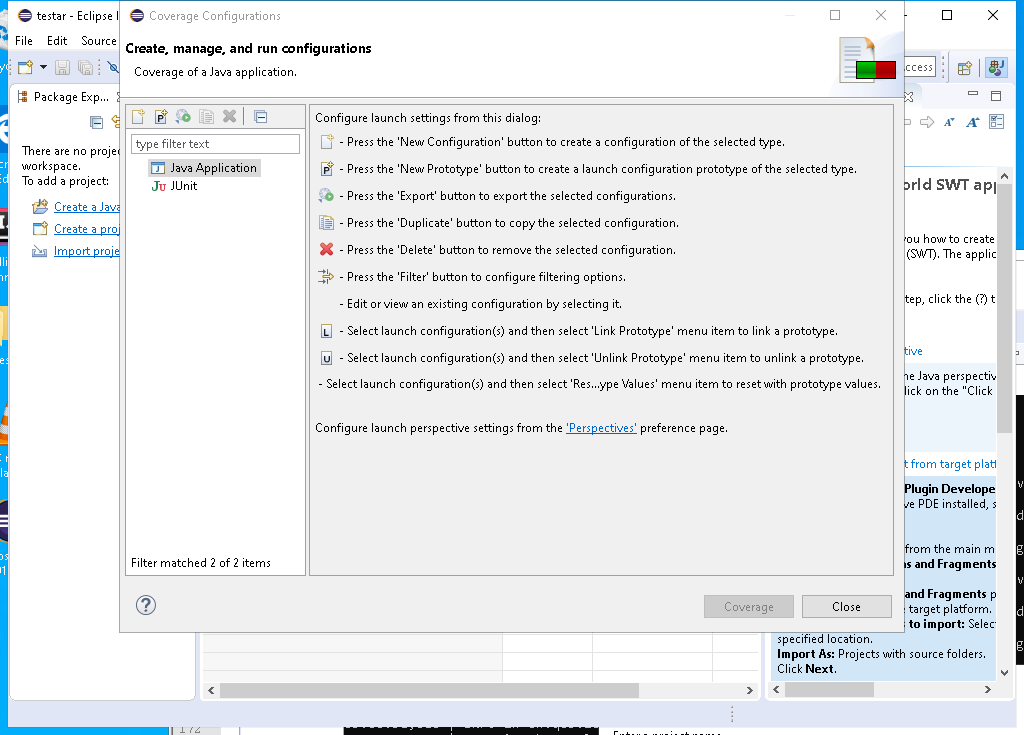 testar - Eclipse I
Coverage Configurations
File Edit Source
Create, manage, and run configurations
Coverage of a Java application.
Package Exp...
There are no proje
workspace.
To add a project:
Create a Java
Create a proj
Import proje
type filter text
Java Application
JUnit
Filter matched 2 of 2 items
Configure launch settings from this dialog:
- Press the 'New Configuration' button to create a configuration of the selected type.
- Press the 'New Prototype' button to create a launch configuration prototype of the selected type.
- Press the 'Export' button to export the selected configurations.
- Press the 'Duplicate' button to copy the selected configuration.
- Press the 'Delete' button to remove the selected configuration.
- Press the 'Filter' button to configure filtering options.
- Edit or view an existing configuration by selecting it.
L - Select launch configuration(s) and then select 'Link Prototype' menu item to link a prototype.
U - Select launch configuration(s) and then select 'Unlink Prototype' menu item to unlink a prototype.
- Select launch configuration(s) and then select 'Res...ype Values' menu item to reset with prototype values.
Configure launch perspective settings from the 'Perspectives' preference page.
Coverage
Close
ccess
orld SWT app
you how to create
(SWT). The applic
tep, click the (?) t
tive
he Java perspectiv
lick on the "Click
t from target platf
Plugin Develope
ve PDE installed, s
from the main m
ns and Fragments
and Fragments p
e target platform.
s to import: Select
specified location.
Import As: Projects with source folders.
Click Next.
172